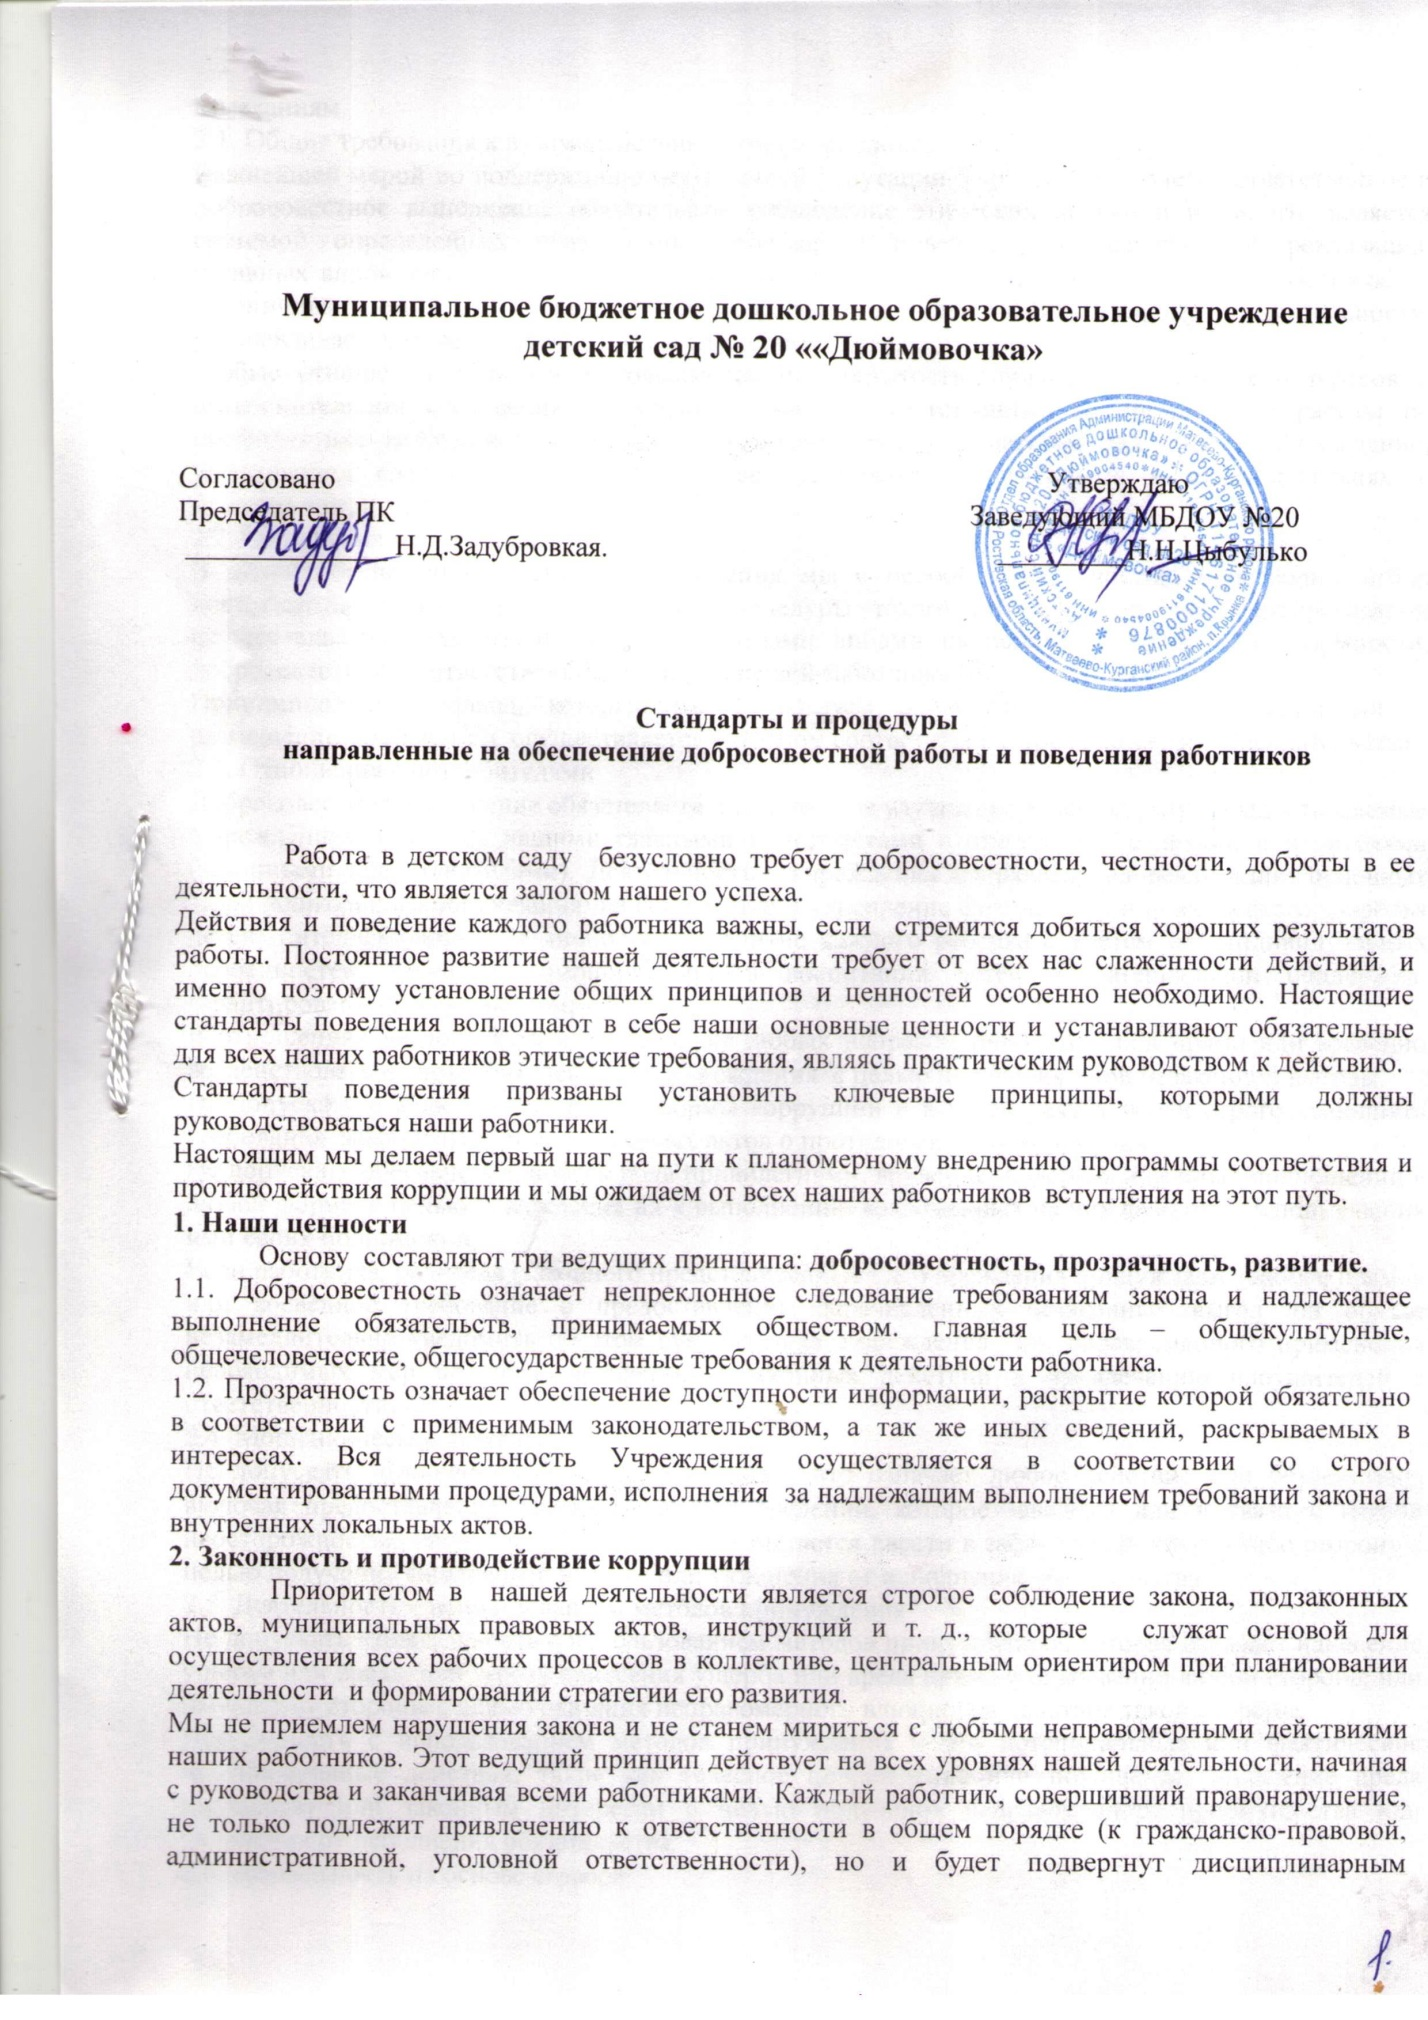 Муниципальное бюджетное дошкольное образовательное учреждение
детский сад № 20 ««Дюймовочка»
Согласовано
Председатель ПК
_______________Н.Д.Задубровкая.
Утверждаю
Заведующий МБДОУ №20
_________Н.Н.Цыбулько
Стандарты и процедуры
направленные на обеспечение добросовестной работы и поведения работников
Работа в детском саду безусловно требует добросовестности, честности, доброты в ее
деятельности, что является залогом нашего успеха.
Действия и поведение каждого работника важны, если стремится добиться хороших результатов
работы. Постоянное развитие нашей деятельности требует от всех нас слаженности действий, и
именно поэтому установление общих принципов и ценностей особенно необходимо. Настоящие
стандарты поведения воплощают в себе наши основные ценности и устанавливают обязательные
для всех наших работников этические требования, являясь практическим руководством к действию.
Стандарты поведения призваны установить ключевые принципы, которыми должны
руководствоваться наши работники.
Настоящим мы делаем первый шаг на пути к планомерному внедрению программы соответствия и
противодействия коррупции и мы ожидаем от всех наших работников вступления на этот путь.
1. Наши ценности
Основу составляют три ведущих принципа: добросовестность, прозрачность, развитие.
1.1. Добросовестность означает непреклонное следование требованиям закона и надлежащее
выполнение обязательств, принимаемых обществом. главная цель – общекультурные,
общечеловеческие, общегосударственные требования к деятельности работника.
1.2. Прозрачность означает обеспечение доступности информации, раскрытие которой обязательно
в соответствии с применимым законодательством, а так же иных сведений, раскрываемых в
интересах. Вся деятельность Учреждения осуществляется в соответствии со строго
документированными процедурами, исполнения за надлежащим выполнением требований закона и
внутренних локальных актов.
2. Законность и противодействие коррупции
Приоритетом в нашей деятельности является строгое соблюдение закона, подзаконных
актов, муниципальных правовых актов, инструкций и т. д., которые служат основой для
осуществления всех рабочих процессов в коллективе, центральным ориентиром при планировании
деятельности и формировании стратегии его развития.
Мы не приемлем нарушения закона и не станем мириться с любыми неправомерными действиями
наших работников. Этот ведущий принцип действует на всех уровнях нашей деятельности, начиная
с руководства и заканчивая всеми работниками. Каждый работник, совершивший правонарушение,
не только подлежит привлечению к ответственности в общем порядке (к гражданско-правовой,
административной, уголовной ответственности), но и будет подвергнут дисциплинарным
1.